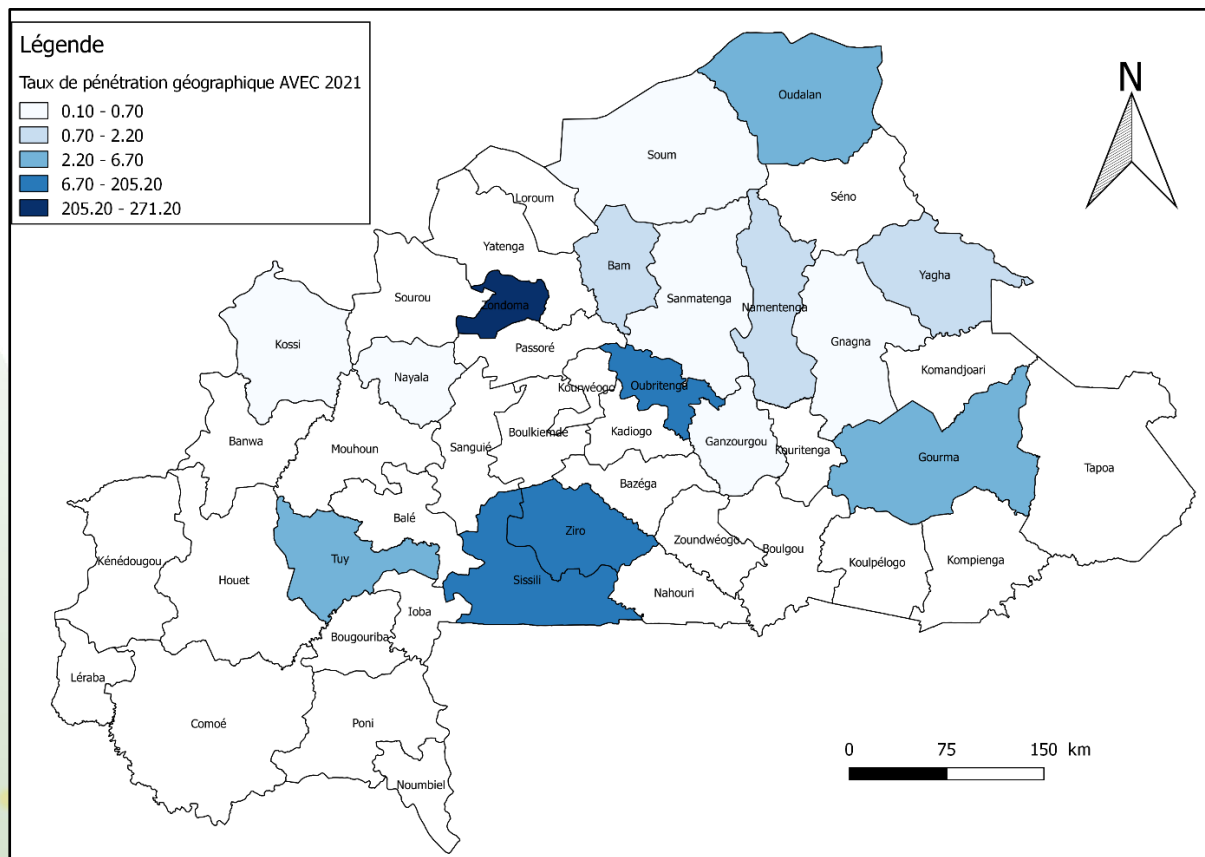 Légende
Taux de pénétration géographique AVEC 2021
0.10 - 0.70
0.70 - 2.20
2.20 - 6.70
6.70 - 205.20
205.20 - 271.20
N
Oudalan
Soum
Loroum
Séno
Yatenga
Bam
Yagha
Sourou
Sanmatenga
Zondoma
Namentenga
Kossi
Gnagna
Passoré
Nayala
Komandjoari
Kourwéogo
Oubritenga
Banwa
Mouhoun
Sanguié
Boulkiemdé
Kadiogo
Ganzourgou
Kouritenga
Gourma
Tapoa
Bazéga
Balé
Ziro
Kénédougou
Tuy
Zoundwéogo
Boulgou
Koulpélogo
Kompienga
Houet
Sissili
Nahouri
Ioba
Bougouriba
Léraba
Comoé
Poni
Noumbiel
0 75 150 km